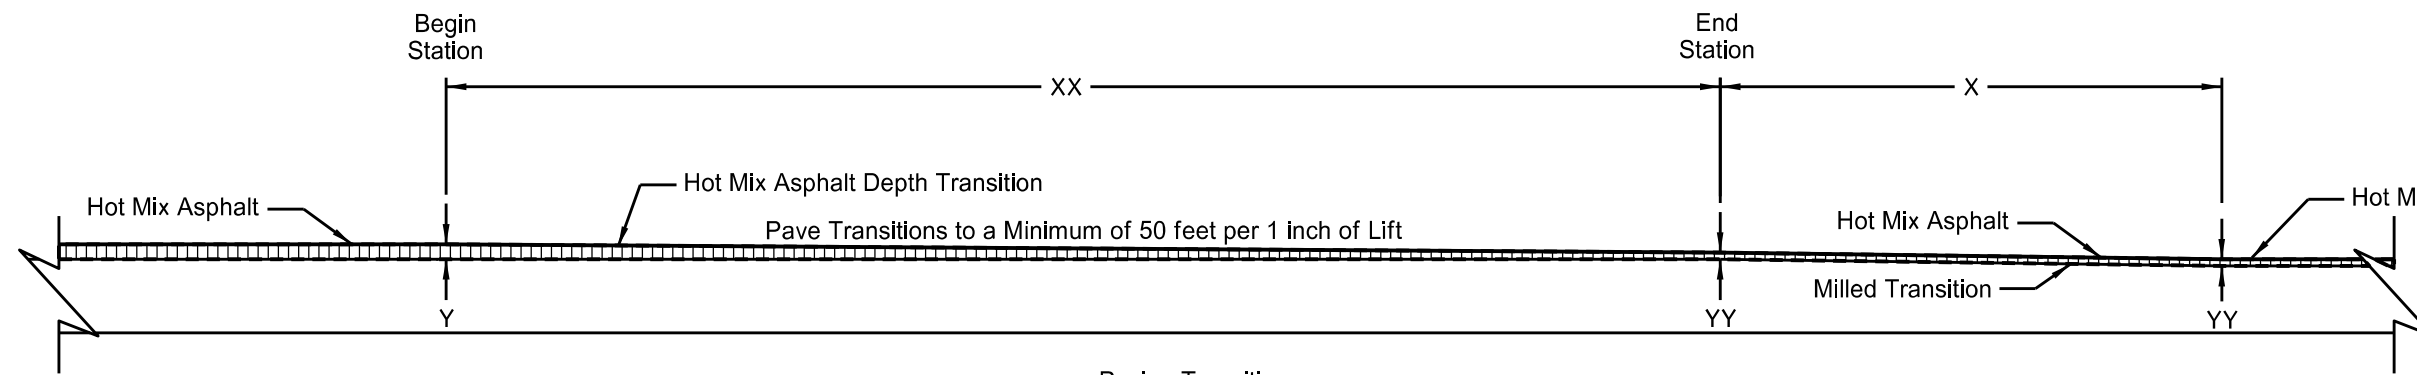 Begin
Station
End
Station
XX
X
Hot Mix Asphalt Depth Transition
Hot Mix Asphalt
Hot M
Pave Transitions to a Minimum of 50 feet per 1 inch of Lift
Hot Mix Asphalt
Milled Transition
Y
YY
YY